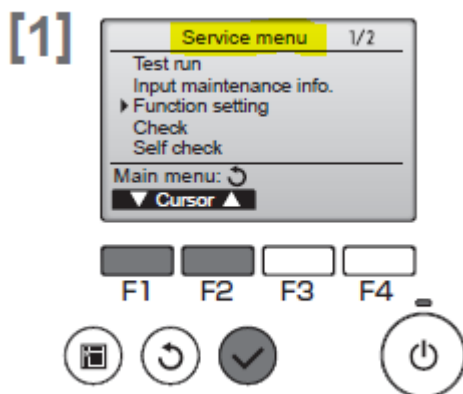 [1]
Service menu 1/2
Test run
Input maintenance info.
Function setting
Check
Self check
Main menu:
▼ Cursor ▲
F1 F2 F3 F4